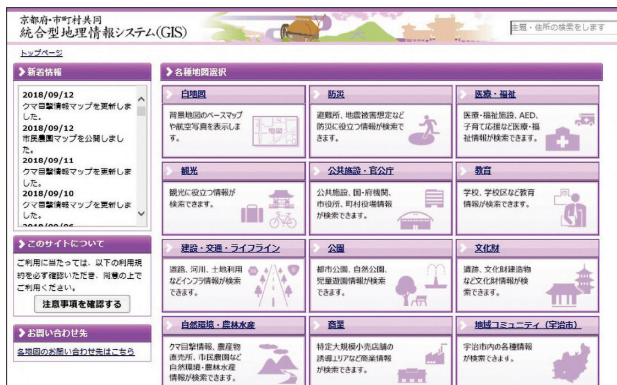 京都府・市町村共同
統合型地理情報システム(GIS)
主題・住所の検索をします
トップページ
新着情報
2018/09/12
クマ目撃情報マップを更新しま
した。
2018/09/12
市民農園マップを公開しまし
た。
2018/09/11
クマ目撃情報マップを更新しま
した。
2018/09/10
クマ目撃情報マップを更新しま
した。
2018/09/06
このサイトについて
ご利用に当たっては、以下の利用規
約を必ず確認いただき、同意の上で
ご利用ください。
注意事項を確認する
お問い合わせ先
各地図のお問い合わせ先はこちら
各種地図選択
白地図
背景地図のベースマップ
や航空写真を表示しま
す。
地図
防災
避難所、地震被害想定など
防災に役立つ情報が検索で
きます。
医療・福祉
医療・福祉施設、AED、
子育て応援など医療・福
祉情報が検索できます。
観光
観光に役立つ情報が
検索できます。
公共施設・官公庁
公共施設、国・府機関、
市役所、町村役場情報
が検索できます。
教育
学校、学校区など教育
情報が検索できます。
建設・交通・ライフライン
道路、河川、土地利用
などインフラ情報が検索
できます。
公園
都市公園、自然公園、
児童遊園情報が検索
できます。
文化財
遺跡、文化財建造物
など文化財情報が検
索できます。
自然環境・農林水産
クマ目撃情報、農産物
直売所、市民農園など
自然環境・農林水産
情報が検索できます。
商業
特定大規模小売店舗の
誘導エリアなど商業情報
が検索できます。
地域コミュニティ(宇治市)
宇治市内の各種情報
が検索できます。